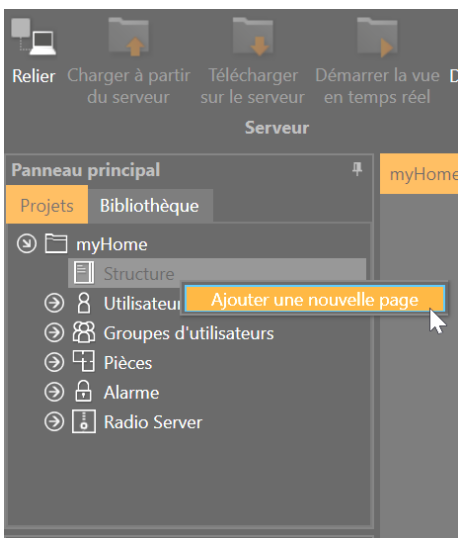 Relier Charger à partir Télécharger Démarrer la vue D
du serveur sur le serveur en temps réel
Serveur
Panneau principal
myHome
Projets Bibliothèque
myHome
Structure
Ajouter une nouvelle page
Utilisateu
Groupes d'utilisateurs
Pièces
Alarme
Radio Server